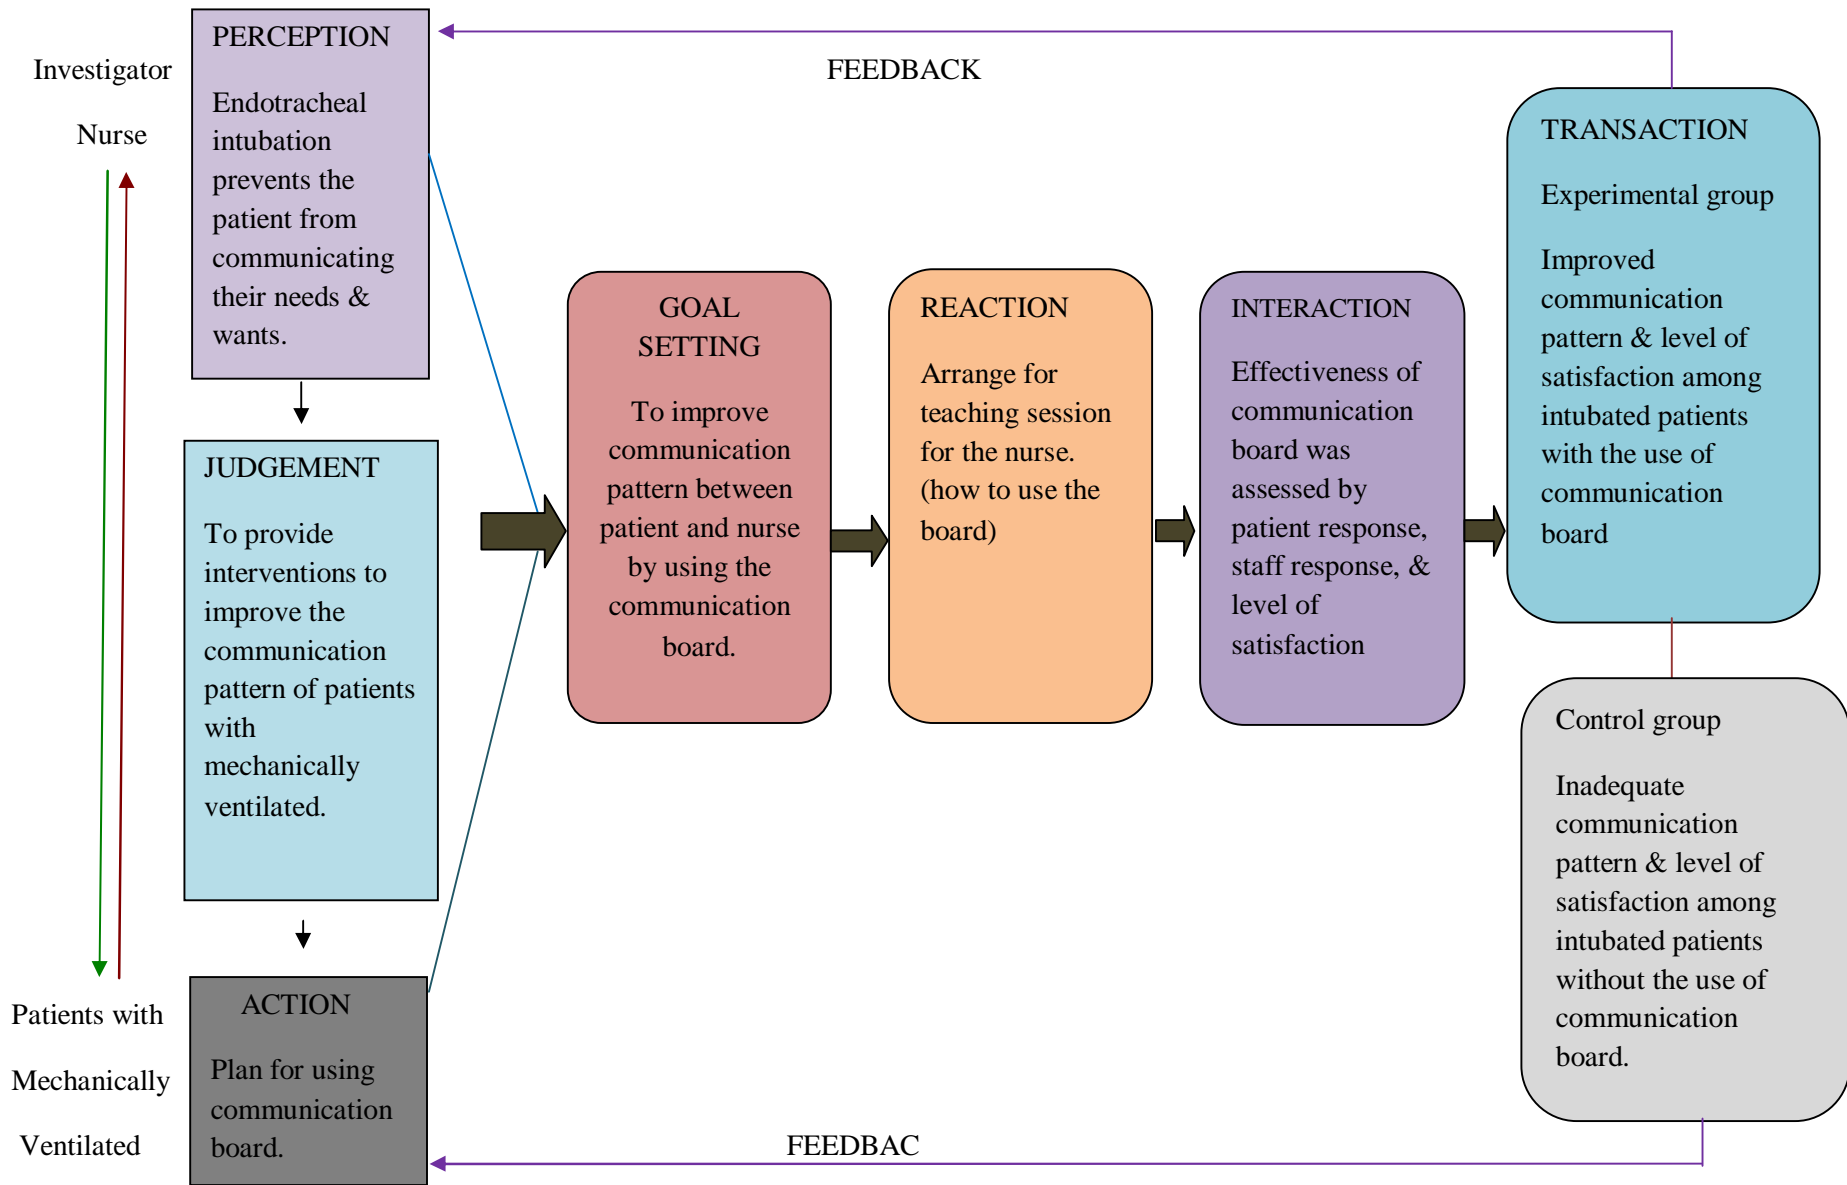 Investigator
Nurse
Patients with
Mechanically
Ventilated
PERCEPTION
Endotracheal
intubation
prevents the
patient from
communicating
their needs &
wants.
JUDGEMENT
To provide
interventions to
improve the
communication
pattern of patients
with
mechanically
ventilated.
ACTION
Plan for using
communication
board.
GOAL
SETTING
To improve
communication
pattern between
patient and nurse
by using the
communication
board.
REACTION
Arrange for
teaching session
for the nurse.
(how to use the
board)
INTERACTION
Effectiveness of
communication
board was
assessed by
patient response,
staff response, &
level of
satisfaction
FEEDBACK
TRANSACTION
Experimental group
Improved
communication
pattern & level of
satisfaction among
intubated patients
with the use of
communication
board
Control group
Inadequate
communication
pattern & level of
satisfaction among
intubated patients
without the use of
communication
board.
FEEDBAC